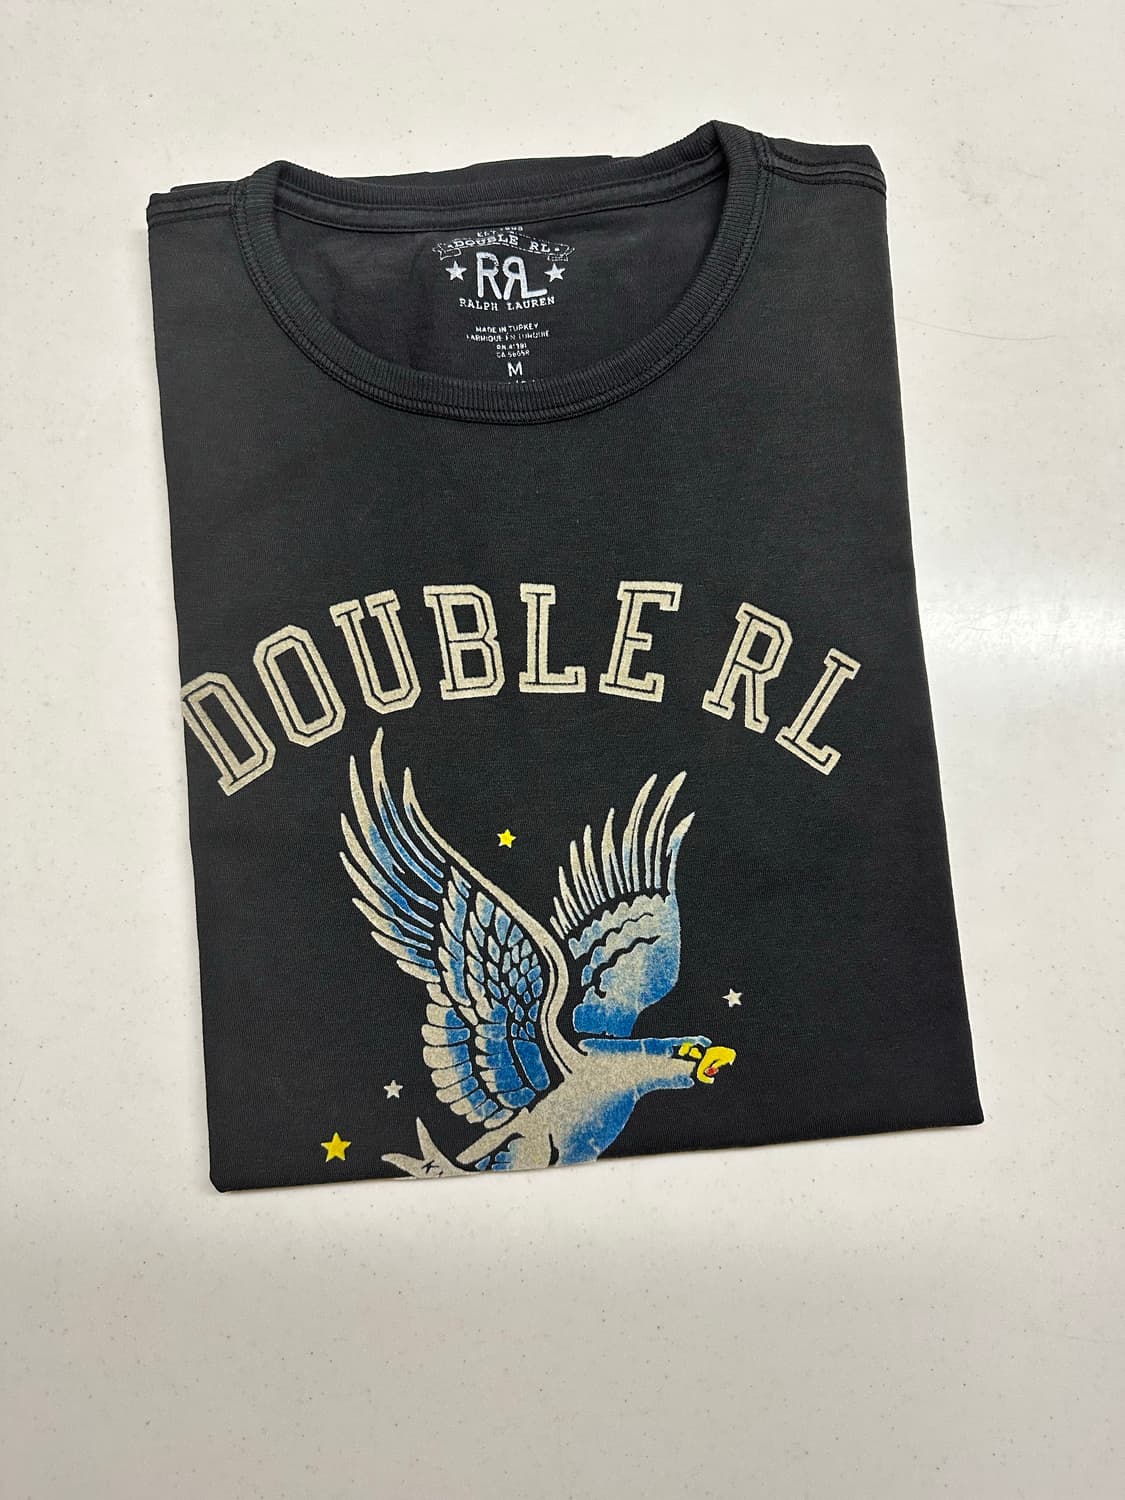 DOUBLE RL
RRL
RALPH LAUREN
MADE IN TURKEY
M
DOUBLE RL